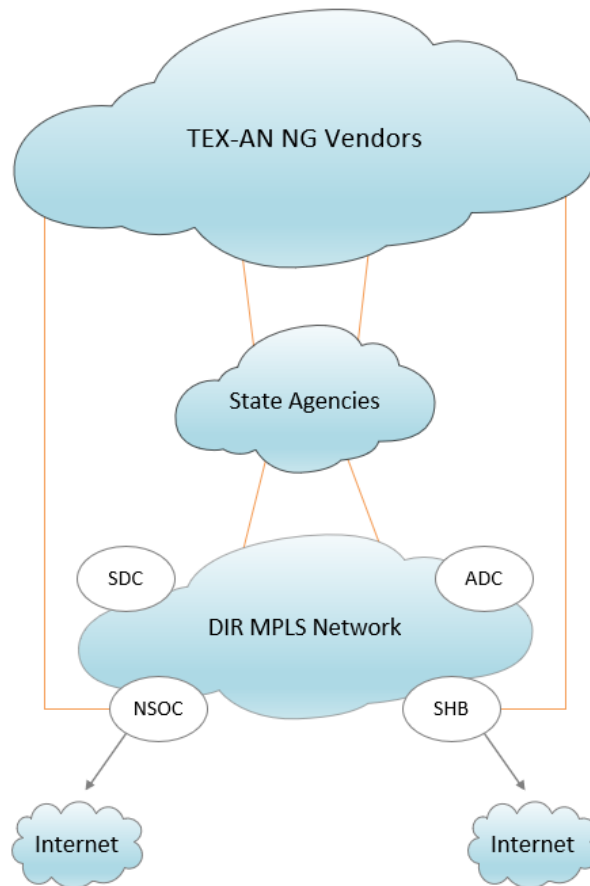 TEX-AN NG Vendors
State Agencies
SDC
ADC
DIR MPLS Network
NSOC
SHB
Internet
Internet